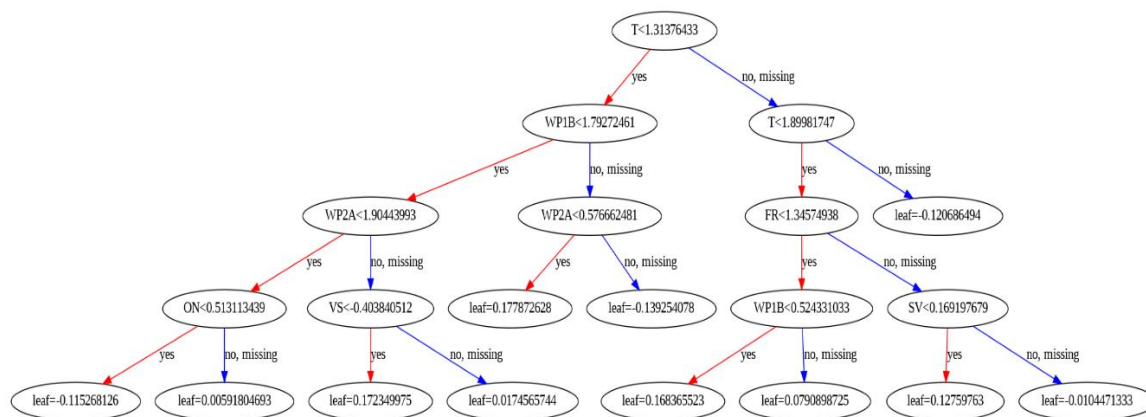 T<1.31376433
yes
no, missing
WP1B<1.79272461
T<1.89981747
yes
no, missing
yes
no, missing
WP2A<1.90443993
WP2A<0.576662481
FR<1.34574938
leaf=-0.120686494
yes
no, missing
yes
no, missing
yes
no, missing
ON<0.513113439
VS<-0.403840512
leaf=0.177872628
leaf=-0.139254078
WP1B<0.524331033
SV<0.169197679
yes
no, missing
yes
no, missing
yes
no, missing
yes
no, missing
leaf=-0.115268126
leaf=0.00591804693
leaf=0.172349975
leaf=0.0174565744
leaf=0.168365523
leaf=0.0790898725
leaf=0.12759763
leaf=-0.0104471333